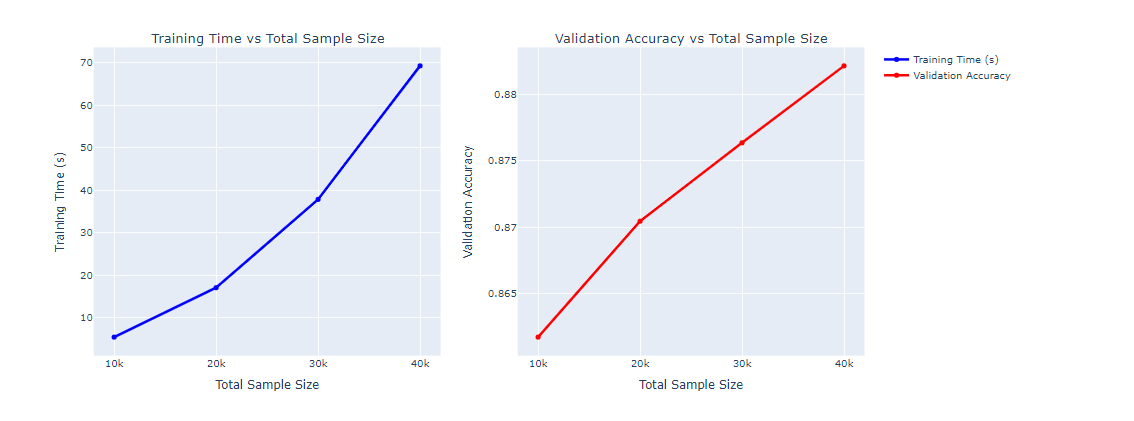 Training Time vs Total Sample Size
70
60
50
40
30
20
10
Training Time (s)
10k
20k
30k
40k
Total Sample Size
Validation Accuracy vs Total Sample Size
0.88
0.875
0.87
0.865
Validation Accuracy
10k
20k
30k
40k
Total Sample Size
Training Time (s)
Validation Accuracy